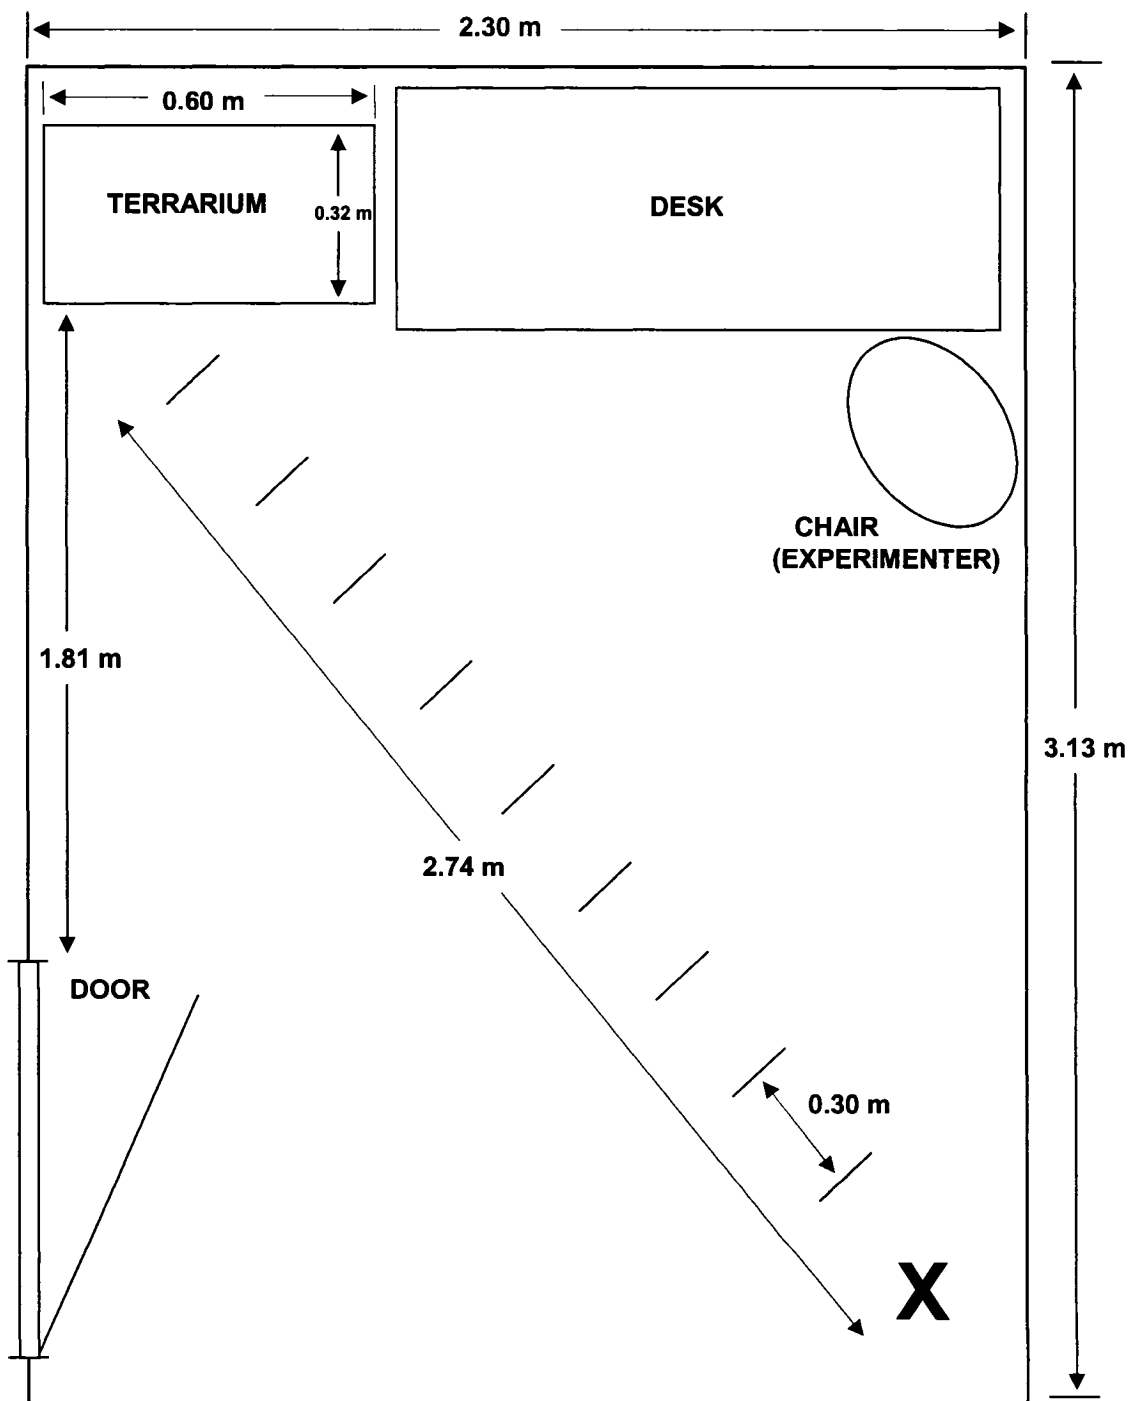 2.30 m
0.60 m
TERRARIUM
0.32 m
DESK
CHAIR
(EXPERIMENTER)
1.81 m
3.13 m
2.74 m
DOOR
0.30 m
X